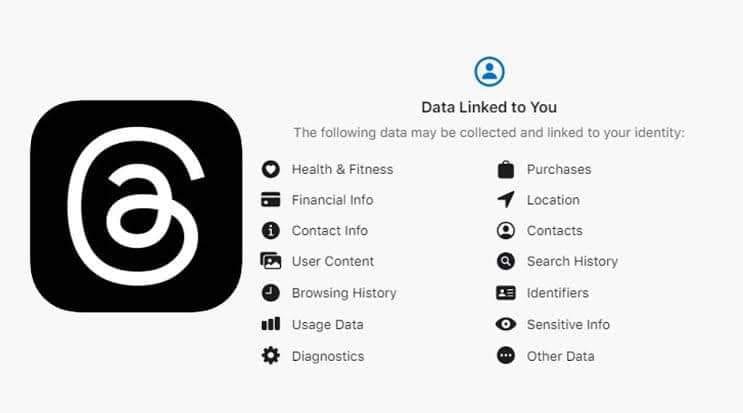 Data Linked to You
The following data may be collected and linked to your identity:
Health & Fitness
Purchases
Financial Info
Location
Contact Info
Contacts
User Content
Search History
Browsing History
Identifiers
Usage Data
Sensitive Info
Diagnostics
Other Data